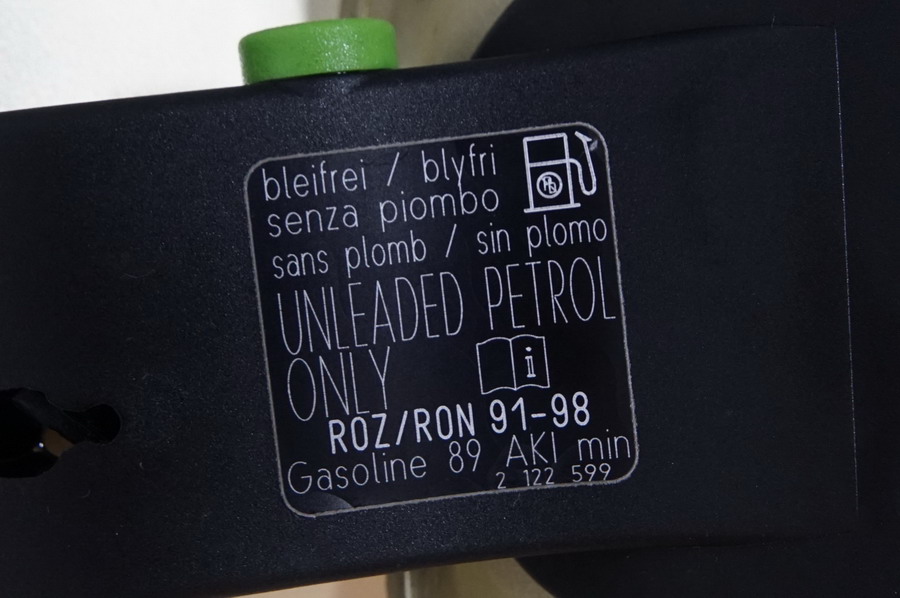 bleifrei / blyfri
senza piombo
sans plomb / sin plomo
UNLEADED PETROL
ONLY
i
ROZ/RON 91-98
Gasoline 89 AKI min
2 122 599